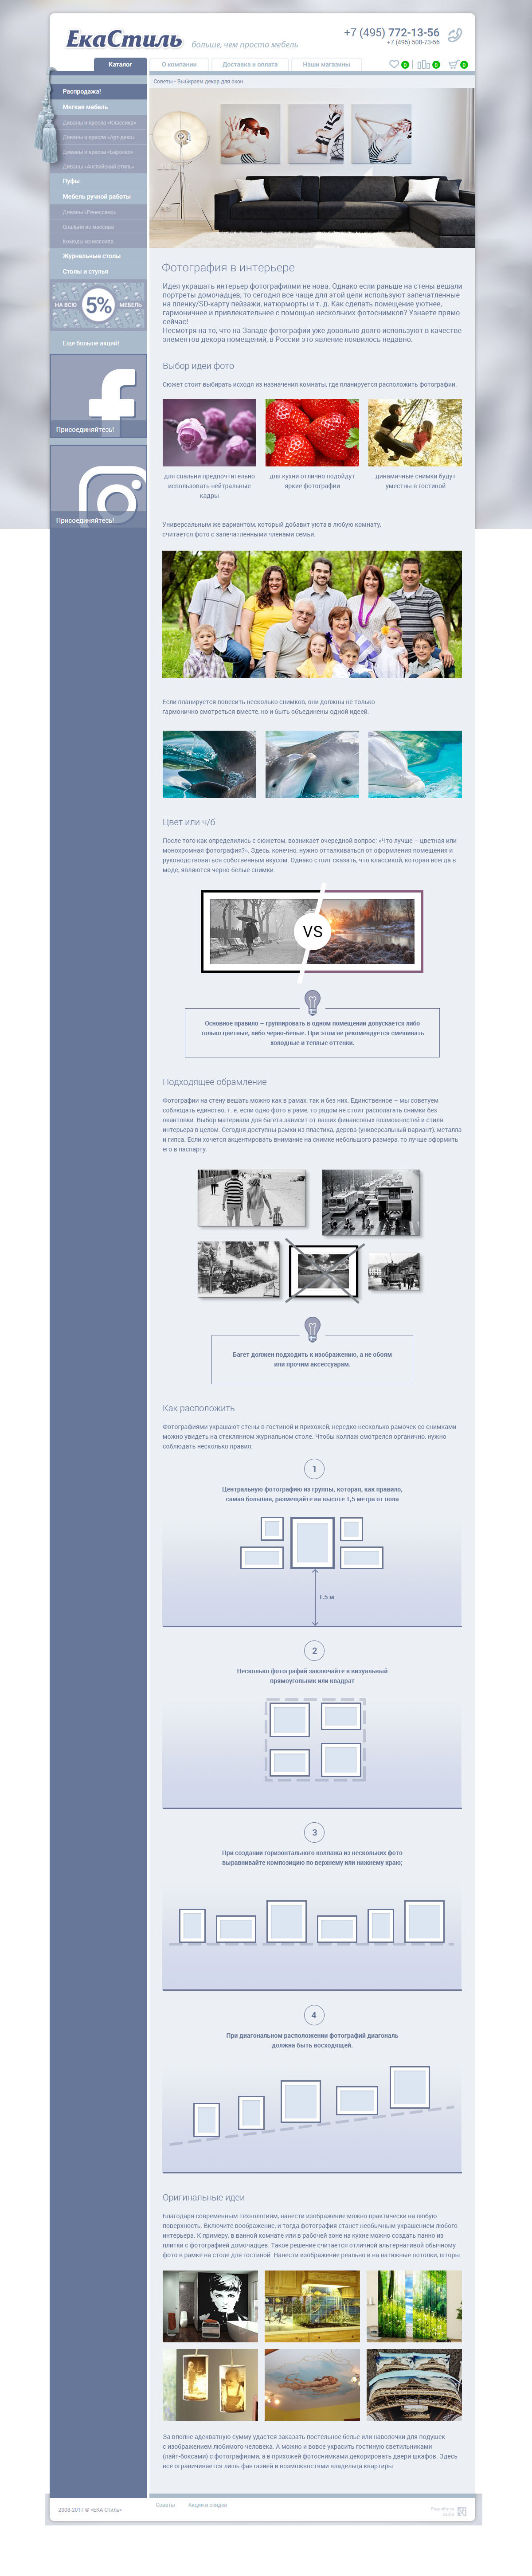 ЕкаСтиль
больше, чем просто мебель
+7 (495) 772-13-56
+7 (495) 508-73-56
Каталог
О компании
Доставка и оплата
Наши магазины
0
0
0
Советы - Выбираем декор для окон
Распродажа!
Мягкая мебель
Диваны и кресла «Классика»
Диваны и кресла «Арт-деко»
Диваны и кресла «Барокко»
Диваны «Английский стиль»
Пуфы
Мебель ручной работы
Диваны «Ренессанс»
Спальни из массива
Комоды из массива
Журнальные столы
Столы и стулья
НА ВСЮ 5% МЕБЕЛЬ
Еще больше акций!
Присоединяйтесь!
Присоединяйтесь!
Фотография в интерьере
Идея украшать интерьер фотографиями не нова. Однако если раньше на стены вешали
портреты домочадцев, то сегодня все чаще для этой цели используют запечатленные
на пленку/SD-карту пейзажи, натюрморты и т. д. Как сделать помещение уютнее,
гармоничнее и привлекательнее с помощью нескольких фотоснимков? Узнаете прямо
сейчас!
Несмотря на то, что на Западе фотографии уже довольно долго используют в качестве
элементов декора помещений, в России это явление появилось недавно.
Выбор идеи фото
Сюжет стоит выбирать исходя из назначения комнаты, где планируется расположить фотографии.
для спальни предпочтительно
использовать нейтральные
кадры
для кухни отлично подойдут
яркие фотографии
динамичные снимки будут
уместны в гостиной
Универсальным же вариантом, который добавит уюта в любую комнату,
считается фото с запечатленными членами семьи.
Если планируется повесить несколько снимков, они должны не только
гармонично смотреться вместе, но и быть объединены одной идеей.
Цвет или ч/б
После того как определились с сюжетом, возникает очередной вопрос: «Что лучше – цветная или
монохромная фотография?». Здесь, конечно, нужно отталкиваться от оформления помещения и
руководствоваться собственным вкусом. Однако стоит сказать, что классикой, которая всегда в
моде, являются черно-белые снимки.
VS
Основное правило – группировать в одном помещении допускается либо
только цветные, либо черно-белые. При этом не рекомендуется смешивать
холодные и теплые оттенки.
Подходящее обрамление
Фотографии на стену вешать можно как в рамах, так и без них. Единственное – мы советуем
соблюдать единство, т. е. если одно фото в раме, то рядом не стоит располагать снимки без
окантовки. Выбор материала для багета зависит от ваших финансовых возможностей и стиля
интерьера в целом. Сегодня доступны рамки из пластика, дерева (универсальный вариант), металла
и гипса. Если хочется акцентировать внимание на снимке небольшого размера, то лучше оформить
его в паспарту.
Багет должен подходить к изображению, а не обоям
или прочим аксессуарам.
Как расположить
Фотографиями украшают стены в гостиной и прихожей, нередко несколько рамочек со снимками
можно увидеть на стеклянном журнальном столе. Чтобы коллаж смотрелся органично, нужно
соблюдать несколько правил:
1
Центральную фотографию из группы, которая, как правило,
самая большая, размещайте на высоте 1,5 метра от пола
1.5 м
2
Несколько фотографий заключайте в визуальный
прямоугольник или квадрат
3
При создании горизонтального коллажа из нескольких фото
выравнивайте композицию по верхнему или нижнему краю;
4
При диагональном расположении фотографий диагональ
должна быть восходящей.
Оригинальные идеи
Благодаря современным технологиям, нанести изображение можно практически на любую
поверхность. Включите воображение, и тогда фотография станет необычным украшением любого
интерьера. К примеру, в ванной комнате или в рабочей зоне на кухне можно создать панно из
плитки с фотографией домочадцев. Такое решение считается отличной альтернативой обычному
фото в рамке на столе для гостиной. Нанести изображение реально и на натяжные потолки, шторы.
За вполне адекватную сумму удастся заказать постельное белье или наволочки для подушек
с изображением любимого человека. А можно и вовсе украсить гостиную светильниками
(лайт-боксами) с фотографиями, а в прихожей фотоснимками декорировать двери шкафов. Здесь
все ограничивается лишь фантазией и возможностями владельца квартиры.
2008-2017 © «ЕКА Стиль»
Советы
Акции и скидки